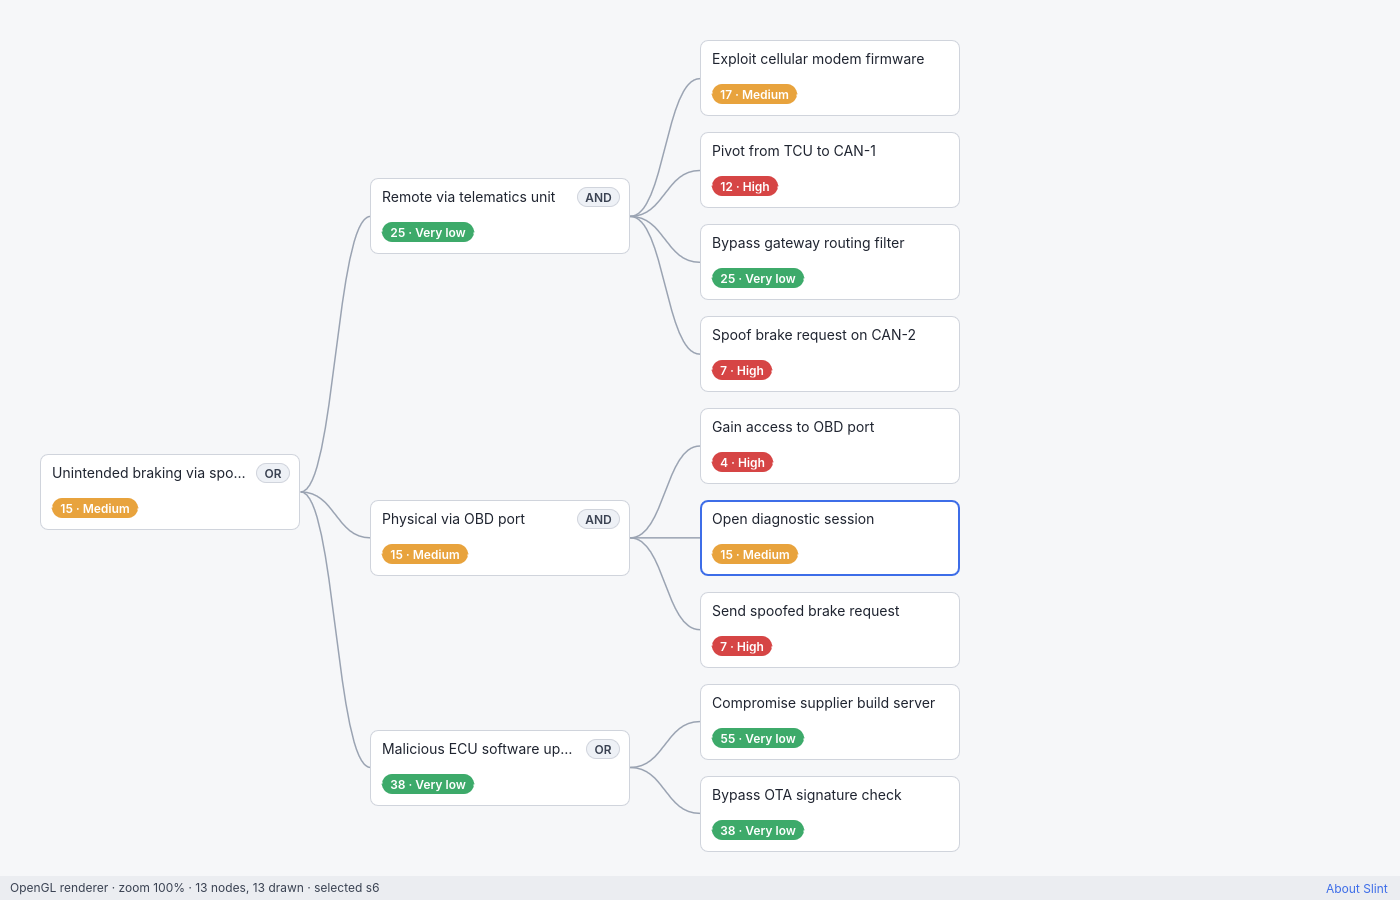 Exploit cellular modem firmware
17 · Medium
Pivot from TCU to CAN-1
12 · High
Remote via telematics unit AND
25 · Very low
Bypass gateway routing filter
25 · Very low
Spoof brake request on CAN-2
7 · High
Gain access to OBD port
4 · High
Unintended braking via spo... OR
15 · Medium
Physical via OBD port AND
15 · Medium
Open diagnostic session
15 · Medium
Send spoofed brake request
7 · High
Compromise supplier build server
55 · Very low
Malicious ECU software up... OR
38 · Very low
Bypass OTA signature check
38 · Very low
OpenGL renderer · zoom 100% · 13 nodes, 13 drawn · selected s6
About Slint